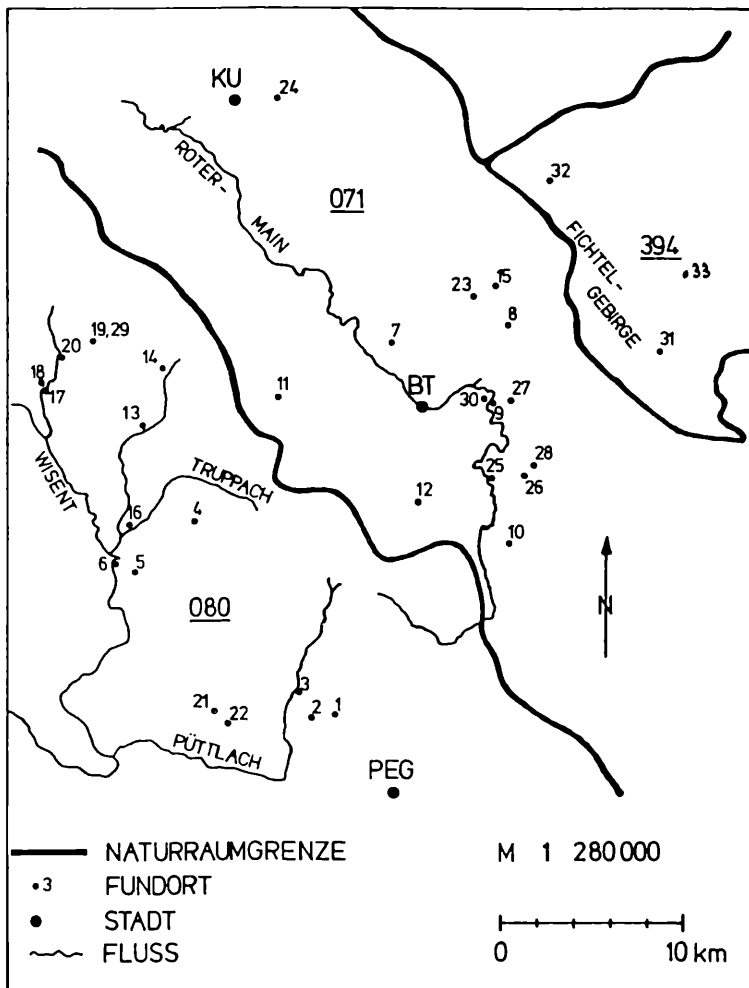 KU
24
ROTER-
MAIN
071
32
FICHTEL-
GEBIRGE
394
33
15
23
8
31
7
19,29
20
14
18
17
11
BT
30
9
27
13
WISENT
TRUPPACH
28
25
26
12
16
4
10
6
5
N
080
3
21
22
2
1
PÜTTLACH
PEG
NATURRAUMGRENZE
M 1 280000
3 FUNDORT
STADT
FLUSS
0 10 km